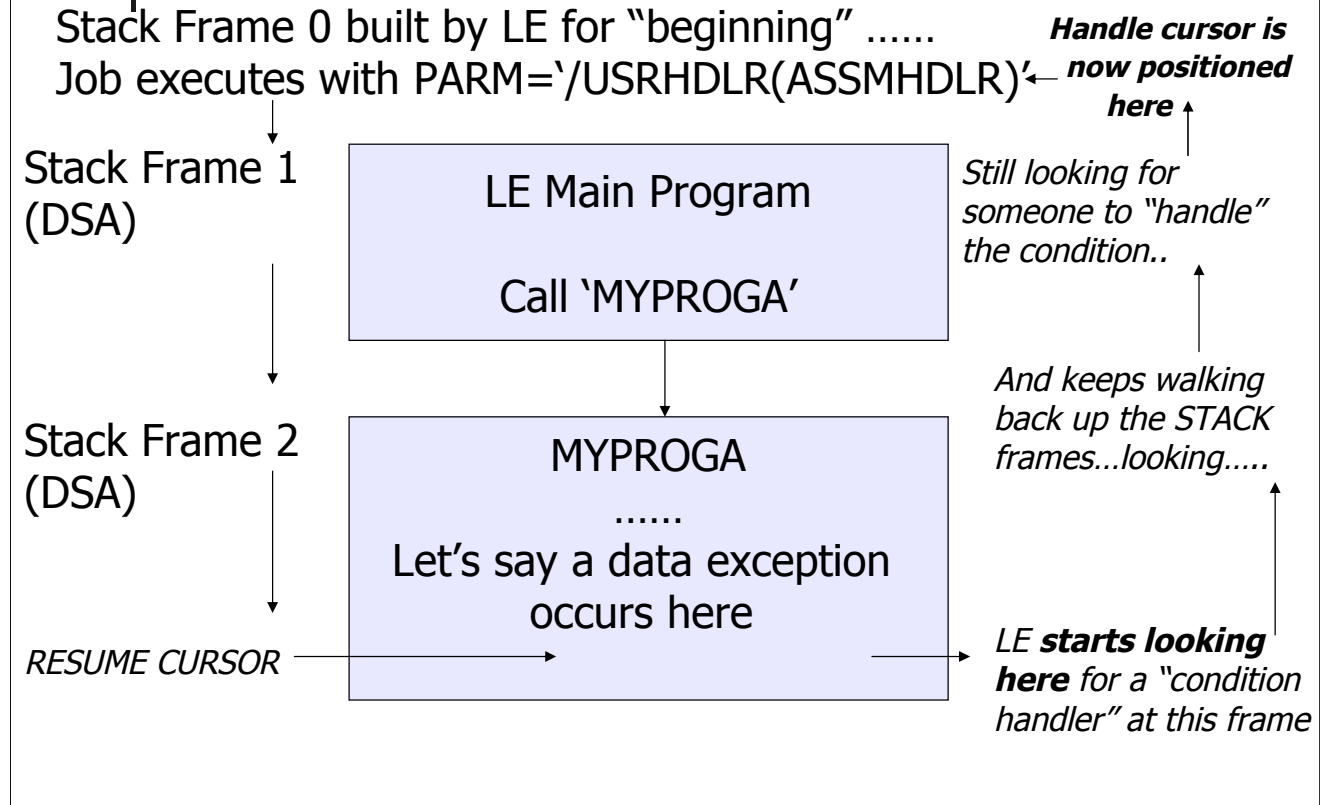 Stack Frame 0 built by LE for “beginning” ……
Job executes with PARM=‘/USRHDLR(ASSMHDLR)’
Handle cursor is
now positioned
here
Stack Frame 1
(DSA)
LE Main Program
Call ‘MYPROGA’
Still looking for
someone to “handle”
the condition..
Stack Frame 2
(DSA)
MYPROGA
……
Let’s say a data exception
occurs here
And keeps walking
back up the STACK
frames…looking…..
RESUME CURSOR
LE starts looking
here for a “condition
handler” at this frame